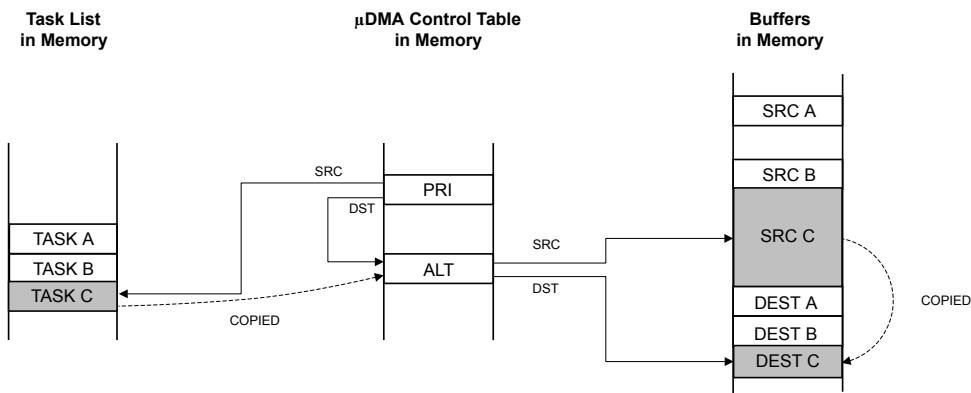 Task List
in Memory
µDMA Control Table
in Memory
Buffers
in Memory
SRC A
SRC
PRI
SRC B
DST
TASK A
SRC C
TASK B
ALT
SRC
TASK C
DST
DEST A
COPIED
COPIED
DEST B
DEST C